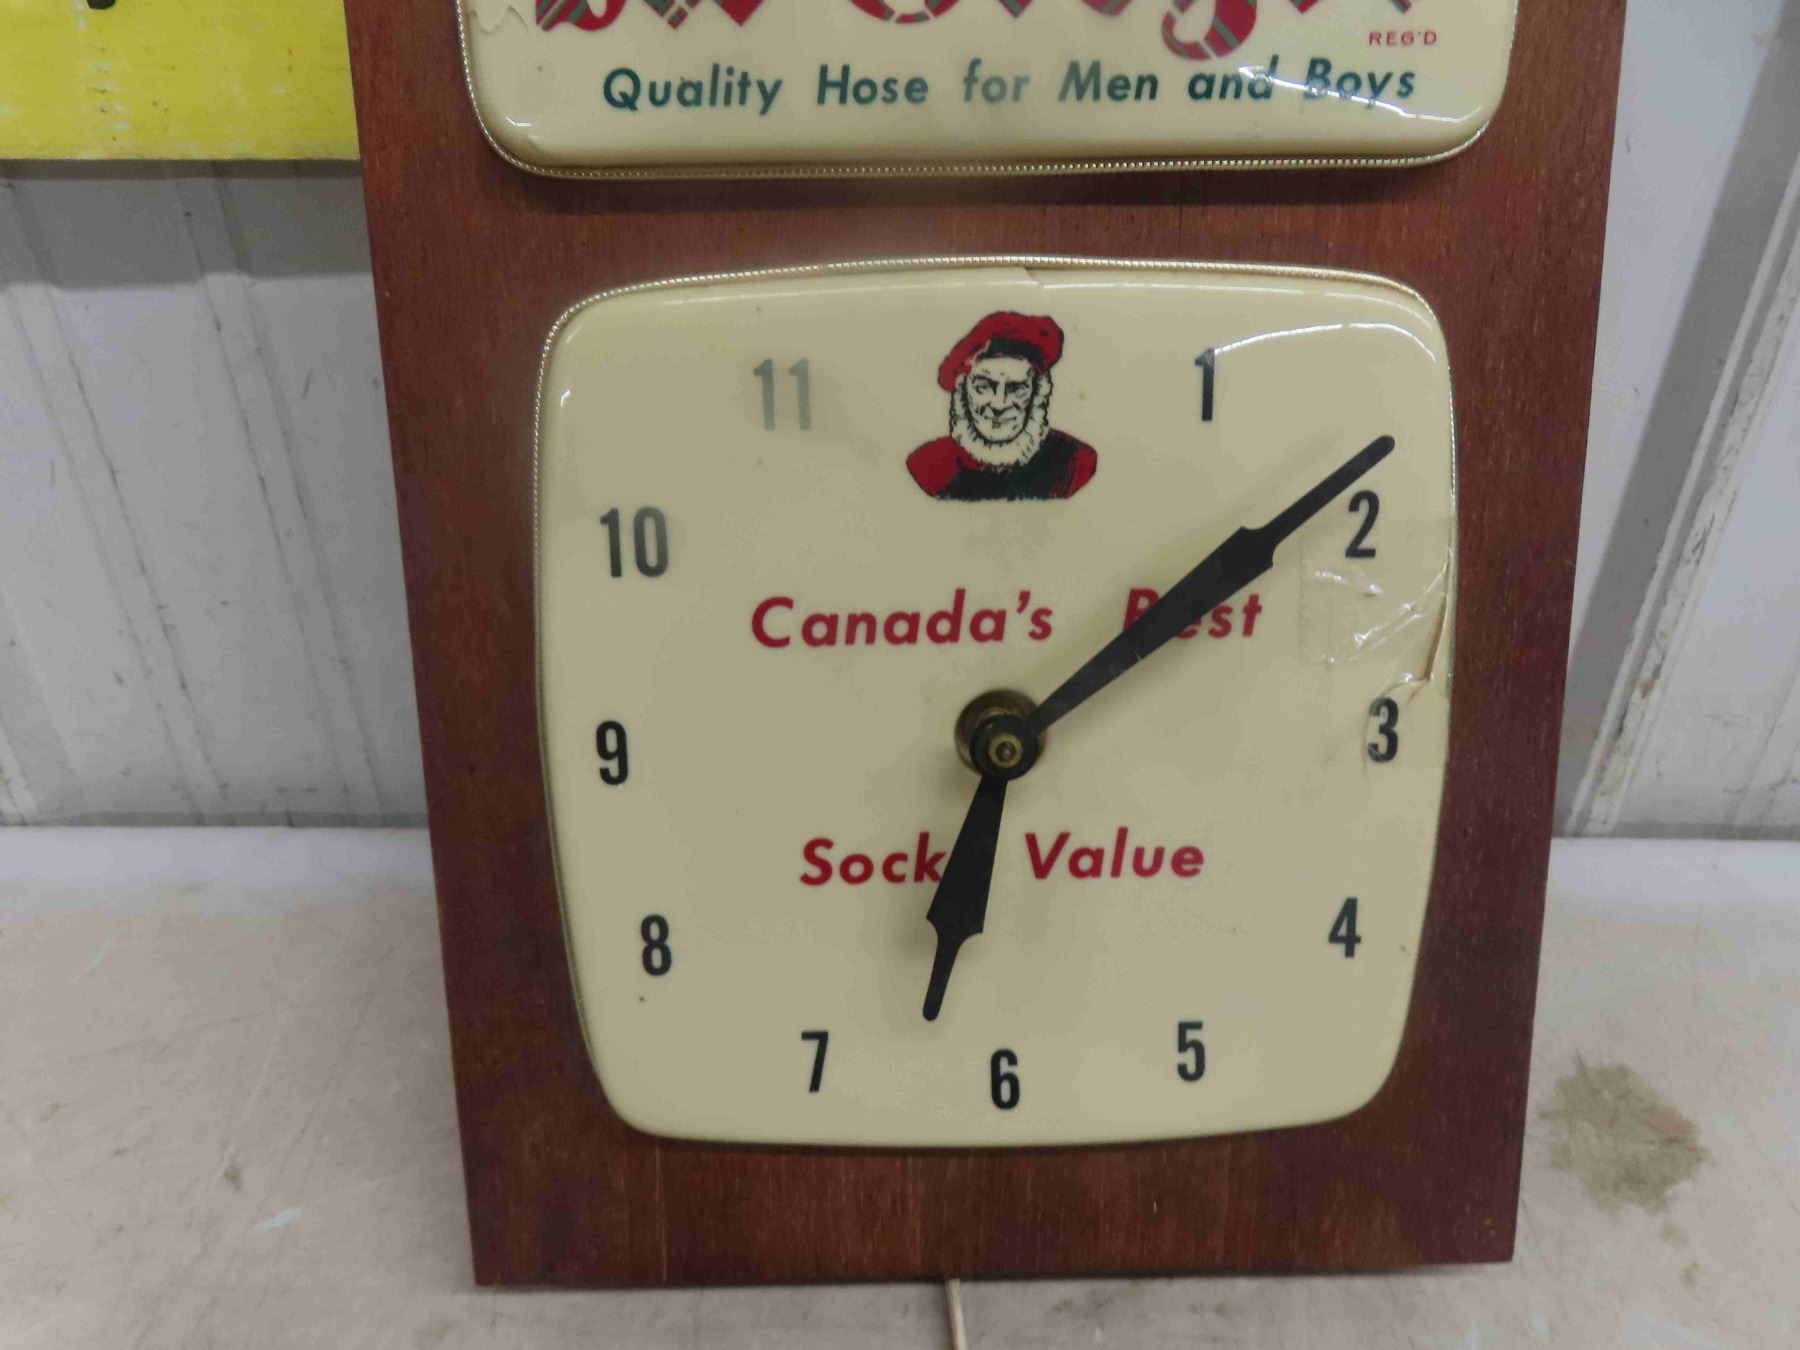 REG'D
Quality Hose for Men and Boys
11
1
10
2
Canada's Best
9
3
Sock Value
8
4
7
6
5